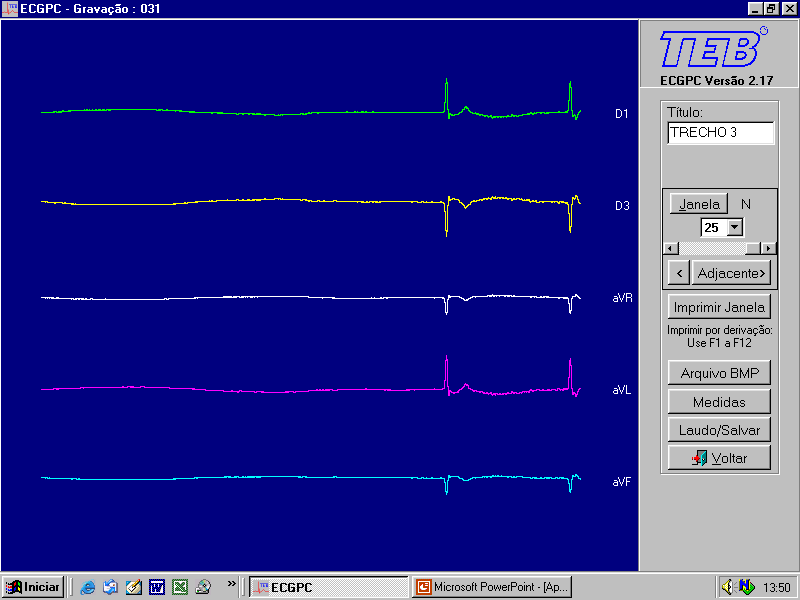 ECGPC - Gravação : 031
TEB
ECGPC Versão 2.17
D1
D3
aVR
aVL
aVF
Título:
TRECHO 3
Janela N
25
< Adjacente>
Imprimir Janela
Imprimir por derivação:
Use F1 a F12
Arquivo BMP
Medidas
Laudo/Salvar
Voltar
Iniciar
»
ECGPC
Microsoft PowerPoint - [Ap...
13:50